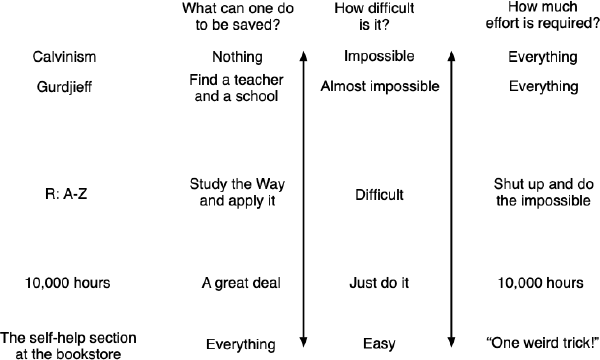 What can one do
to be saved?
How difficult
is it?
How much
effort is required?
Calvinism
Nothing
Impossible
Everything
Gurdjieff
Find a teacher
and a school
Almost impossible
Everything
R: A-Z
Study the Way
and apply it
Difficult
Shut up and do
the impossible
10,000 hours
A great deal
Just do it
10,000 hours
The self-help section
at the bookstore
Everything
Easy
“One weird trick!”